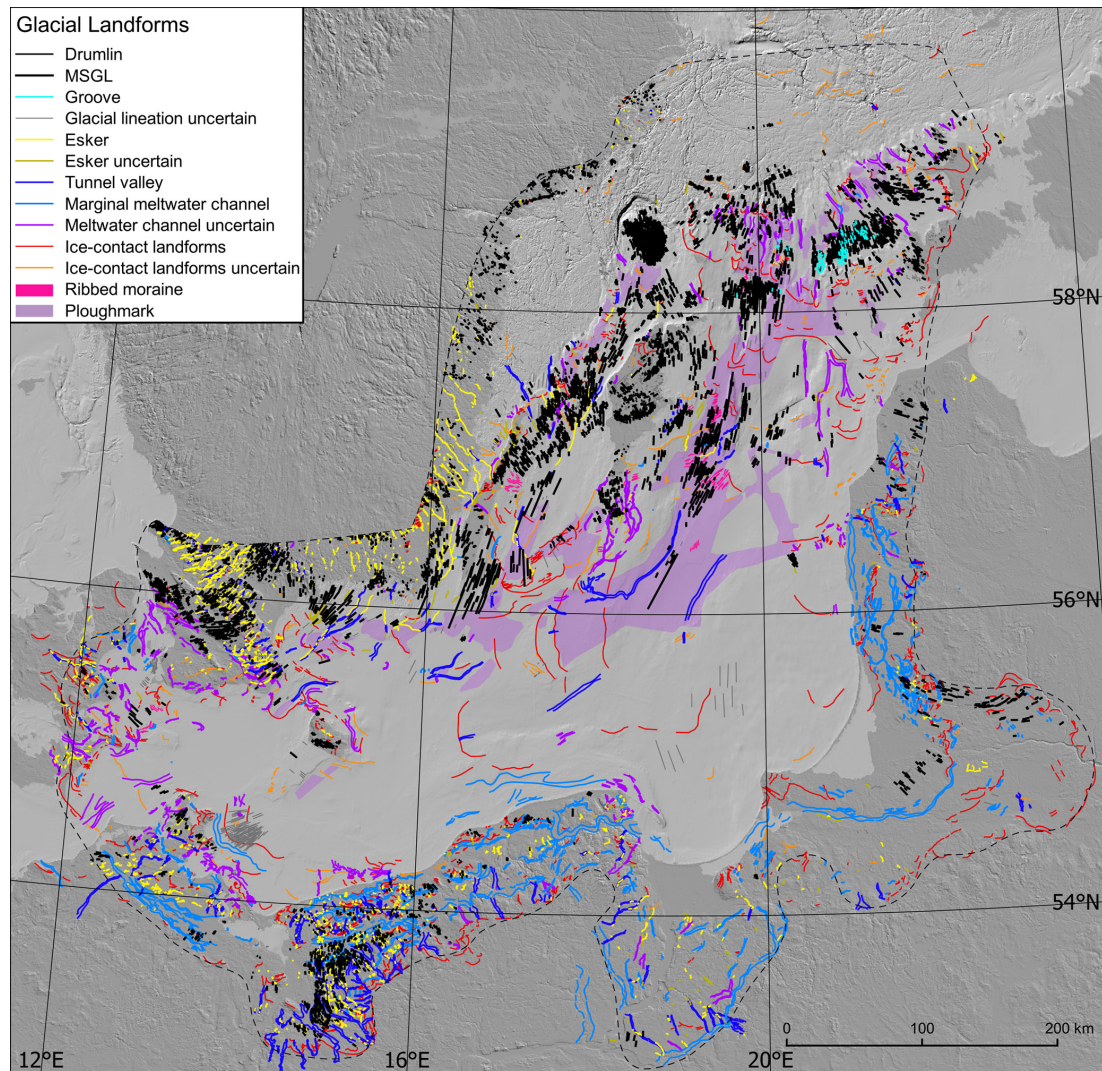 Glacial Landforms
Drumlin
MSGL
Groove
Glacial lineation uncertain
Esker
Esker uncertain
Tunnel valley
Marginal meltwater channel
Meltwater channel uncertain
Ice-contact landforms
Ice-contact landforms uncertain
Ribbed moraine
Ploughmark
58°N
56°N
54°N
0 100 200 km
12°E 16°E 20°E